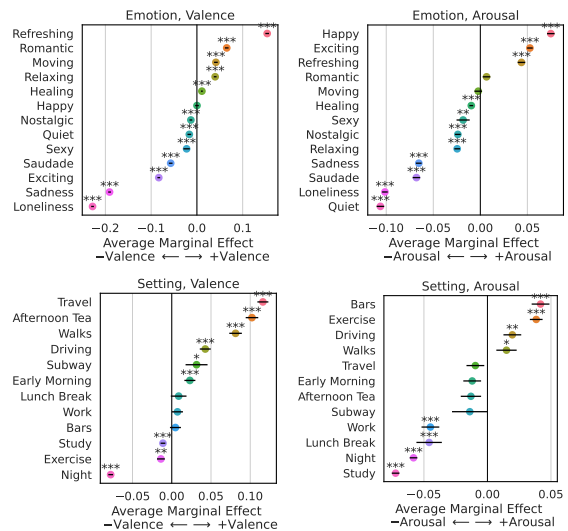 Emotion, Valence
Refreshing
Romantic
Moving
Relaxing
Healing
Happy
Nostalgic
Quiet
Sexy
Saudade
Exciting
Sadness
Loneliness
***
***
***
***
***
***
***
***
***
***
***
***
***
−0.2 −0.1 0.0 0.1
Average Marginal Effect
−Valence ⟵ ⟶ +Valence
Emotion, Arousal
Happy
Exciting
Refreshing
Romantic
Moving
Healing
Sexy
Nostalgic
Relaxing
Sadness
Saudade
Loneliness
Quiet
***
***
***
***
**
***
***
***
***
***
***
−0.10 −0.05 0.00 0.05
Average Marginal Effect
−Arousal ⟵ ⟶ +Arousal
Setting, Valence
Travel
Afternoon Tea
Walks
Driving
Subway
Early Morning
Lunch Break
Work
Bars
Study
Exercise
Night
***
***
***
***
*
***
***
**
***
−0.05 0.00 0.05 0.10
Average Marginal Effect
−Valence ⟵ ⟶ +Valence
Setting, Arousal
Bars
Exercise
Driving
Walks
Travel
Early Morning
Afternoon Tea
Subway
Work
Lunch Break
Night
Study
***
***
**
*
***
***
***
***
−0.05 0.00 0.05
Average Marginal Effect
−Arousal ⟵ ⟶ +Arousal